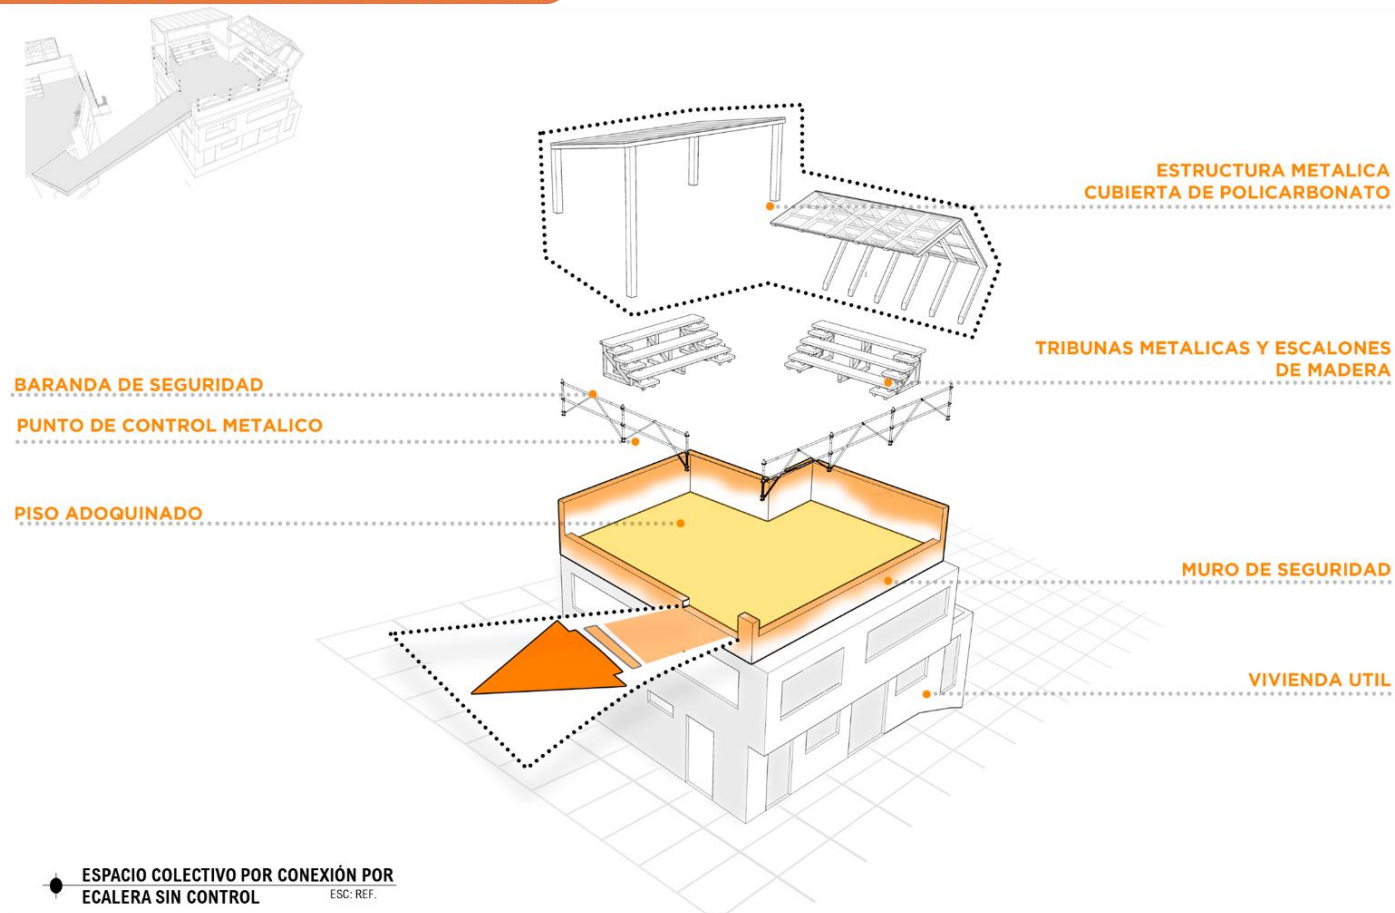 ESTRUCTURA METALICA
CUBIERTA DE POLICARBONATO
TRIBUNAS METALICAS Y ESCALONES
DE MADERA
BARANDA DE SEGURIDAD
PUNTO DE CONTROL METALICO
PISO ADOQUINADO
MURO DE SEGURIDAD
VIVIENDA UTIL
ESPACIO COLECTIVO POR CONEXIÓN POR
ECALERA SIN CONTROL ESC: REF.